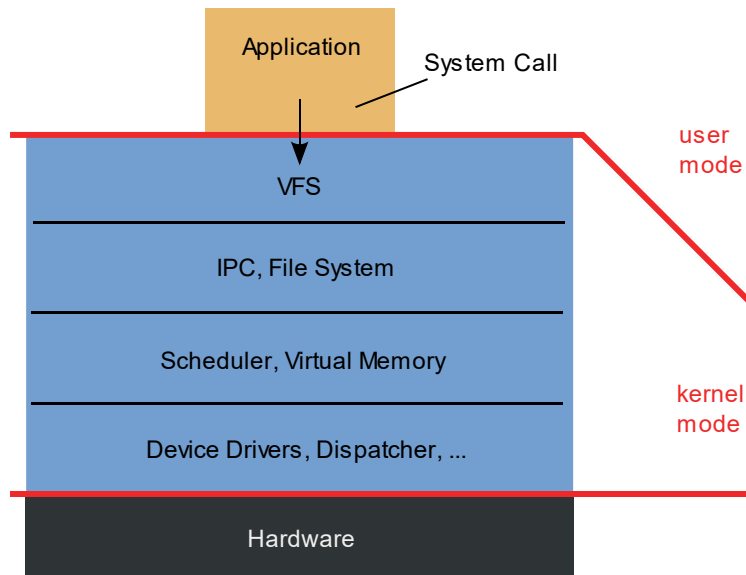 Application
System Call
user
mode
VFS
IPC, File System
Scheduler, Virtual Memory
kernel
mode
Device Drivers, Dispatcher, ...
Hardware